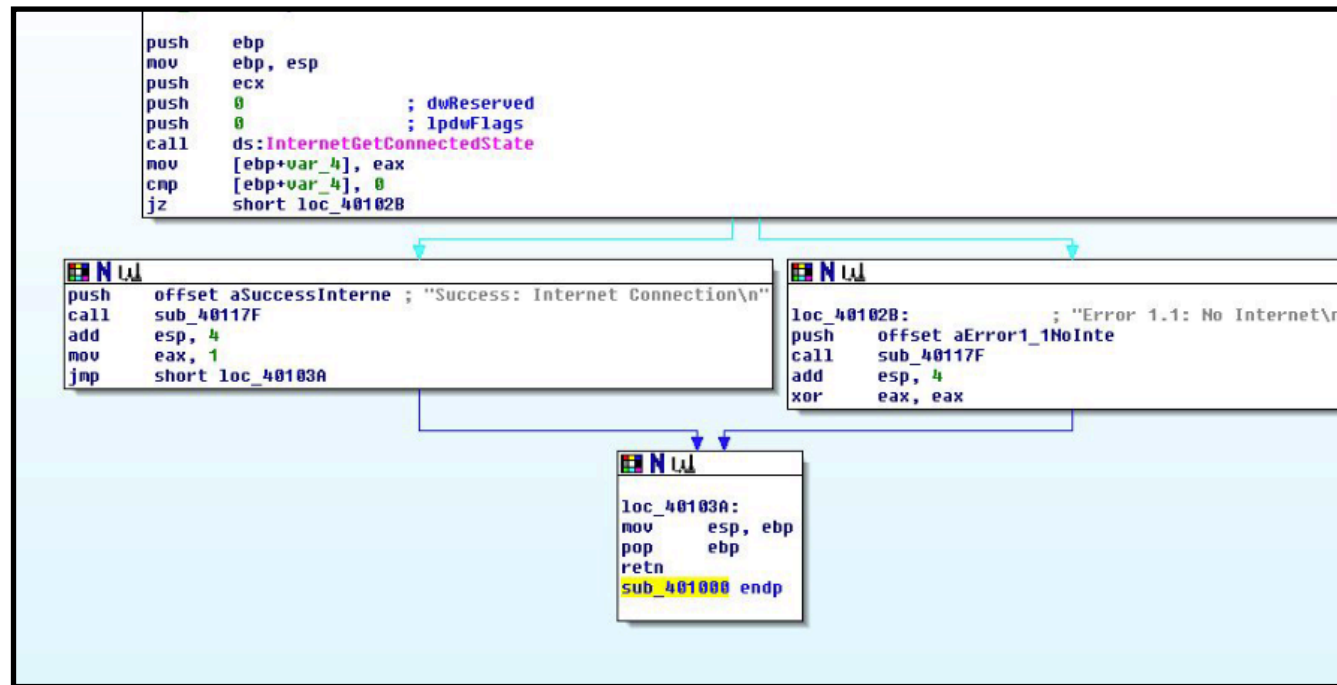 push ebp
mov ebp, esp
push ecx
push 0 ; dwReserved
push 0 ; lpdwFlags
call ds:InternetGetConnectedState
mov [ebp+var_4], eax
cmp [ebp+var_4], 0
jz short loc_40102B
N
push offset aSuccessInterne ; "Success: Internet Connection\n"
call sub_40117F
add esp, 4
mov eax, 1
jmp short loc_40103A
N
loc_40102B: ; "Error 1.1: No Internet\n
push offset aError1_1NoInte
call sub_40117F
add esp, 4
xor eax, eax
N
loc_40103A:
mov esp, ebp
pop ebp
retn
sub_401000 endp